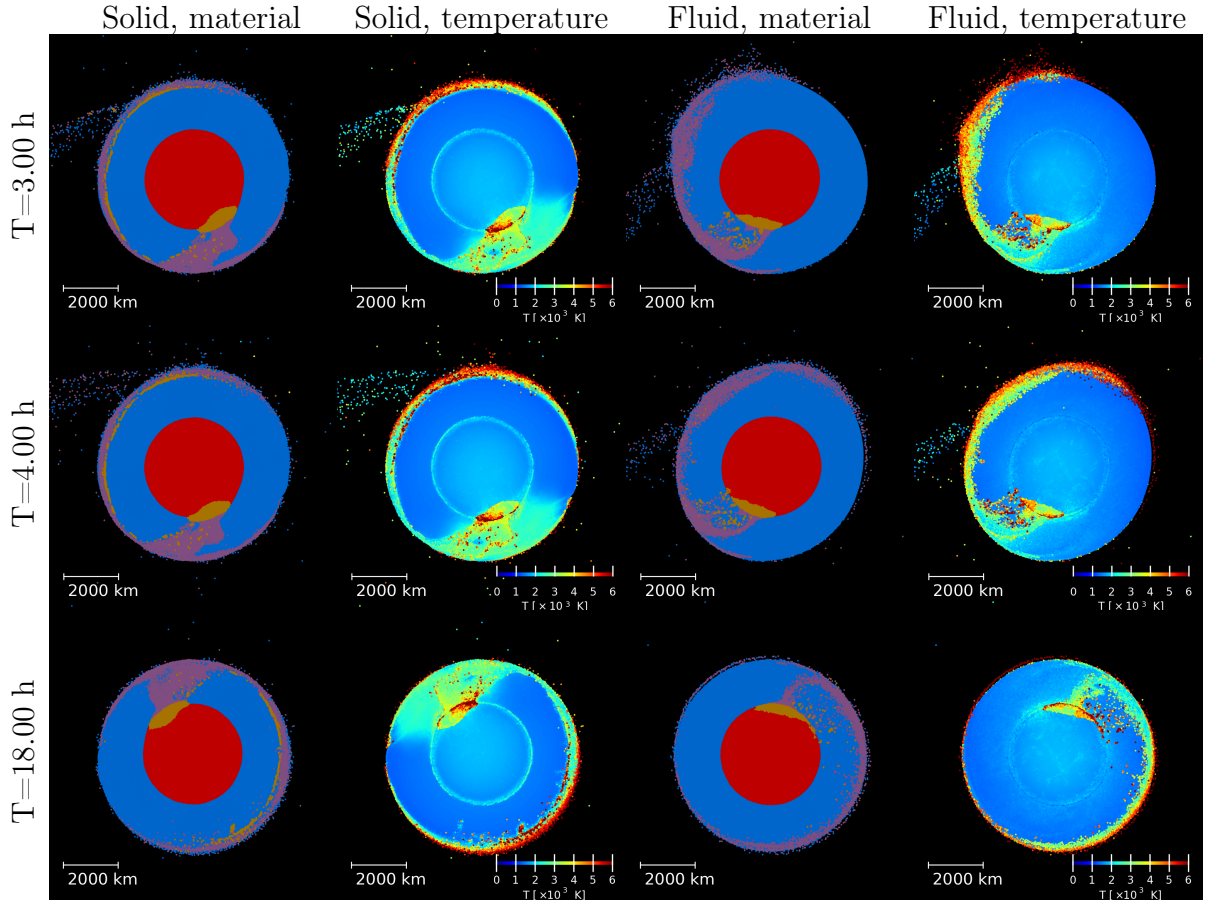 Solid, material Solid, temperature Fluid, material Fluid, temperature
T=3.00 h
2000 km 2000 km 0 1 2 3 4 5 6 2000 km 2000 km 0 1 2 3 4 5 6
T [×10³ K] T [×10³ K]
T=4.00 h
2000 km 2000 km 0 1 2 3 4 5 6 2000 km 2000 km 0 1 2 3 4 5 6
T [×10³ K] T [×10³ K]
T=18.00 h
2000 km 2000 km 0 1 2 3 4 5 6 2000 km 2000 km 0 1 2 3 4 5 6
T [×10³ K] T [×10³ K]